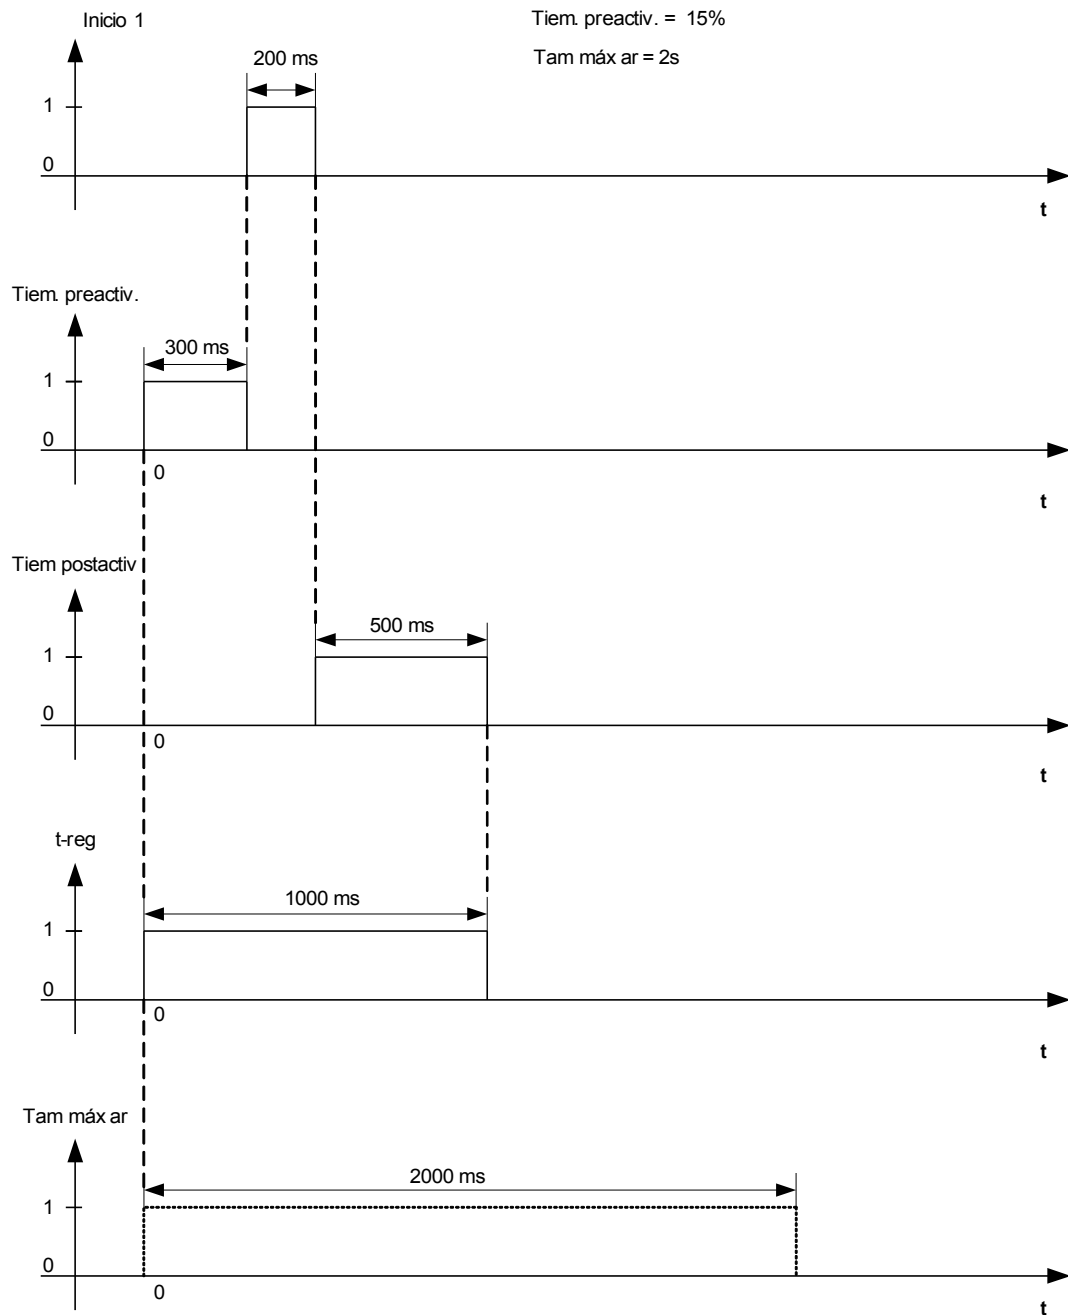 Inicio 1
Tiem. preactiv. = 15%
Tam máx ar = 2s
200 ms
1
0
t
Tiem. preactiv.
300 ms
1
0
0
t
Tiem postactiv
500 ms
1
0
0
t
t-reg
1000 ms
1
0
0
t
Tam máx ar
2000 ms
1
0
0
t